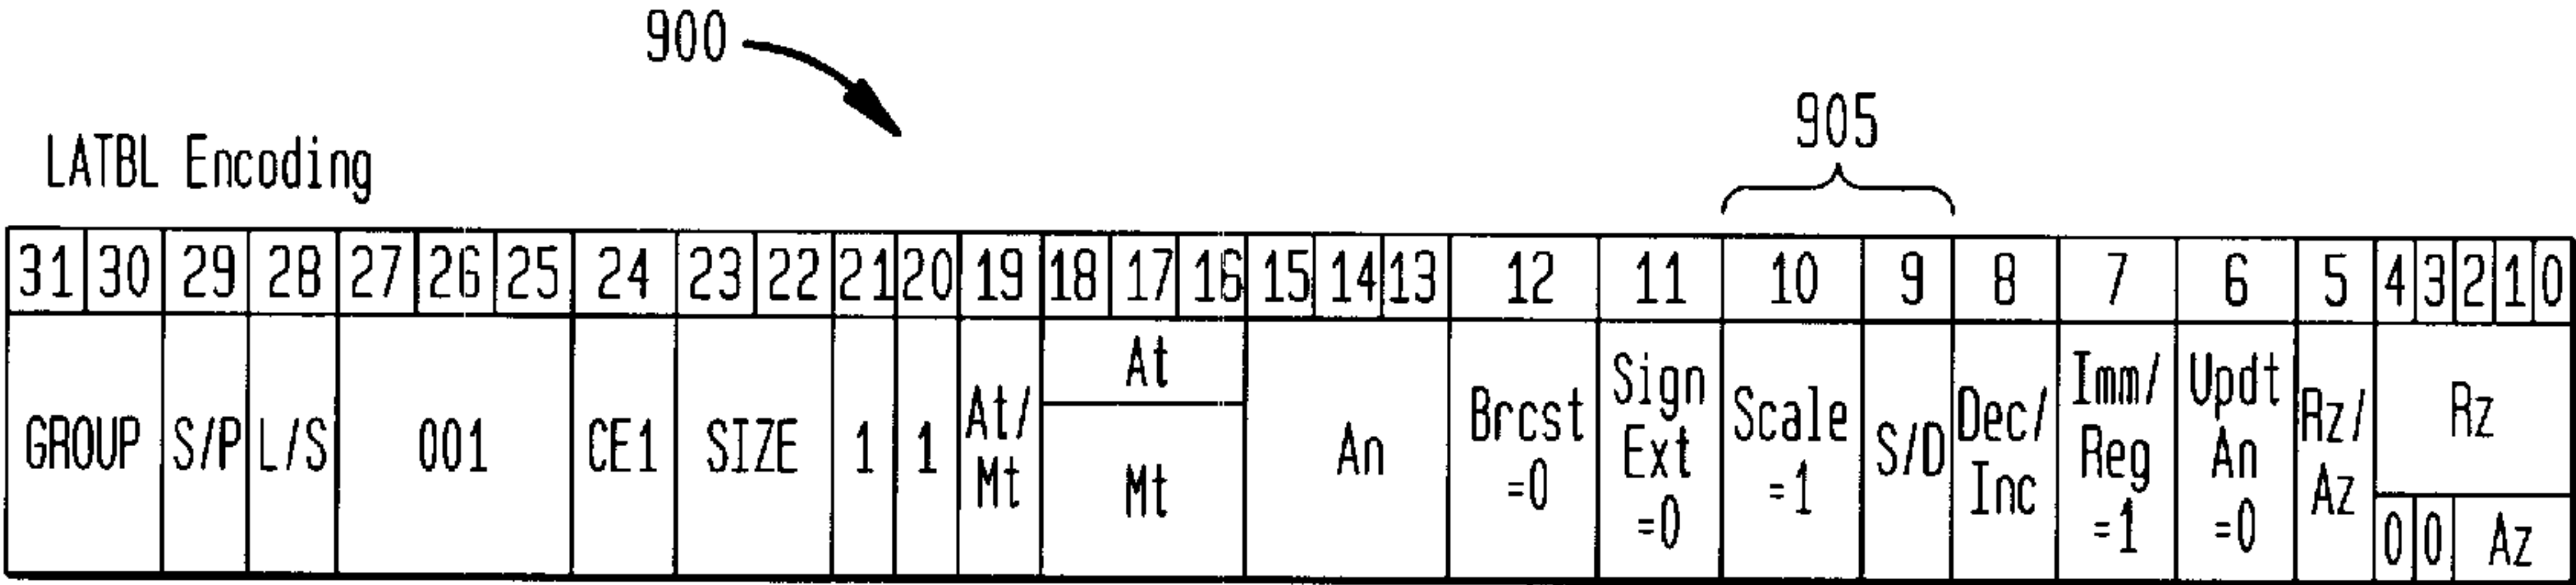 900
905
LATBL Encoding
31 30 29 28 27 26 25 24 23 22 21 20 19 18 17 16 15 14 13 12 11 10 9 8 7 6 5 4 3 2 1 0
GROUP S/P L/S 001 CE1 SIZE 1 1 At/ Mt At Mt An Brcst =0 Sign Ext =0 Scale =1 S/D Dec/ Inc Imm/ Reg =1 Updt An =0 Rz/ Az Rz
0 0 Az